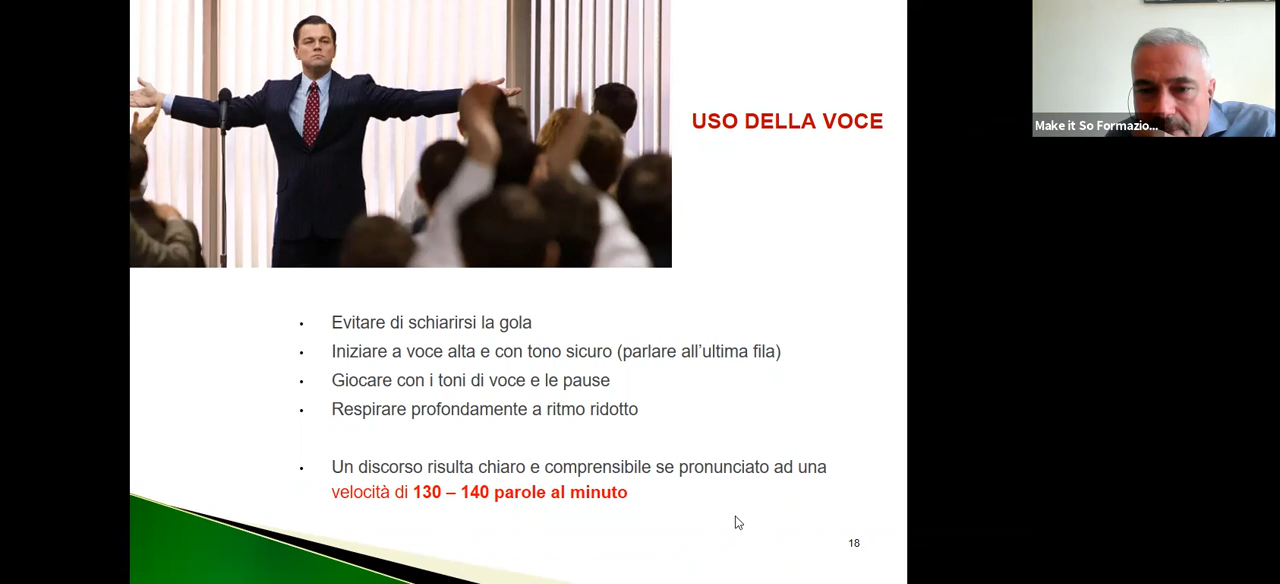 USO DELLA VOCE
Make it So Formazio...
• Evitare di schiarirsi la gola
• Iniziare a voce alta e con tono sicuro (parlare all’ultima fila)
• Giocare con i toni di voce e le pause
• Respirare profondamente a ritmo ridotto
• Un discorso risulta chiaro e comprensibile se pronunciato ad una
velocità di 130 – 140 parole al minuto
18